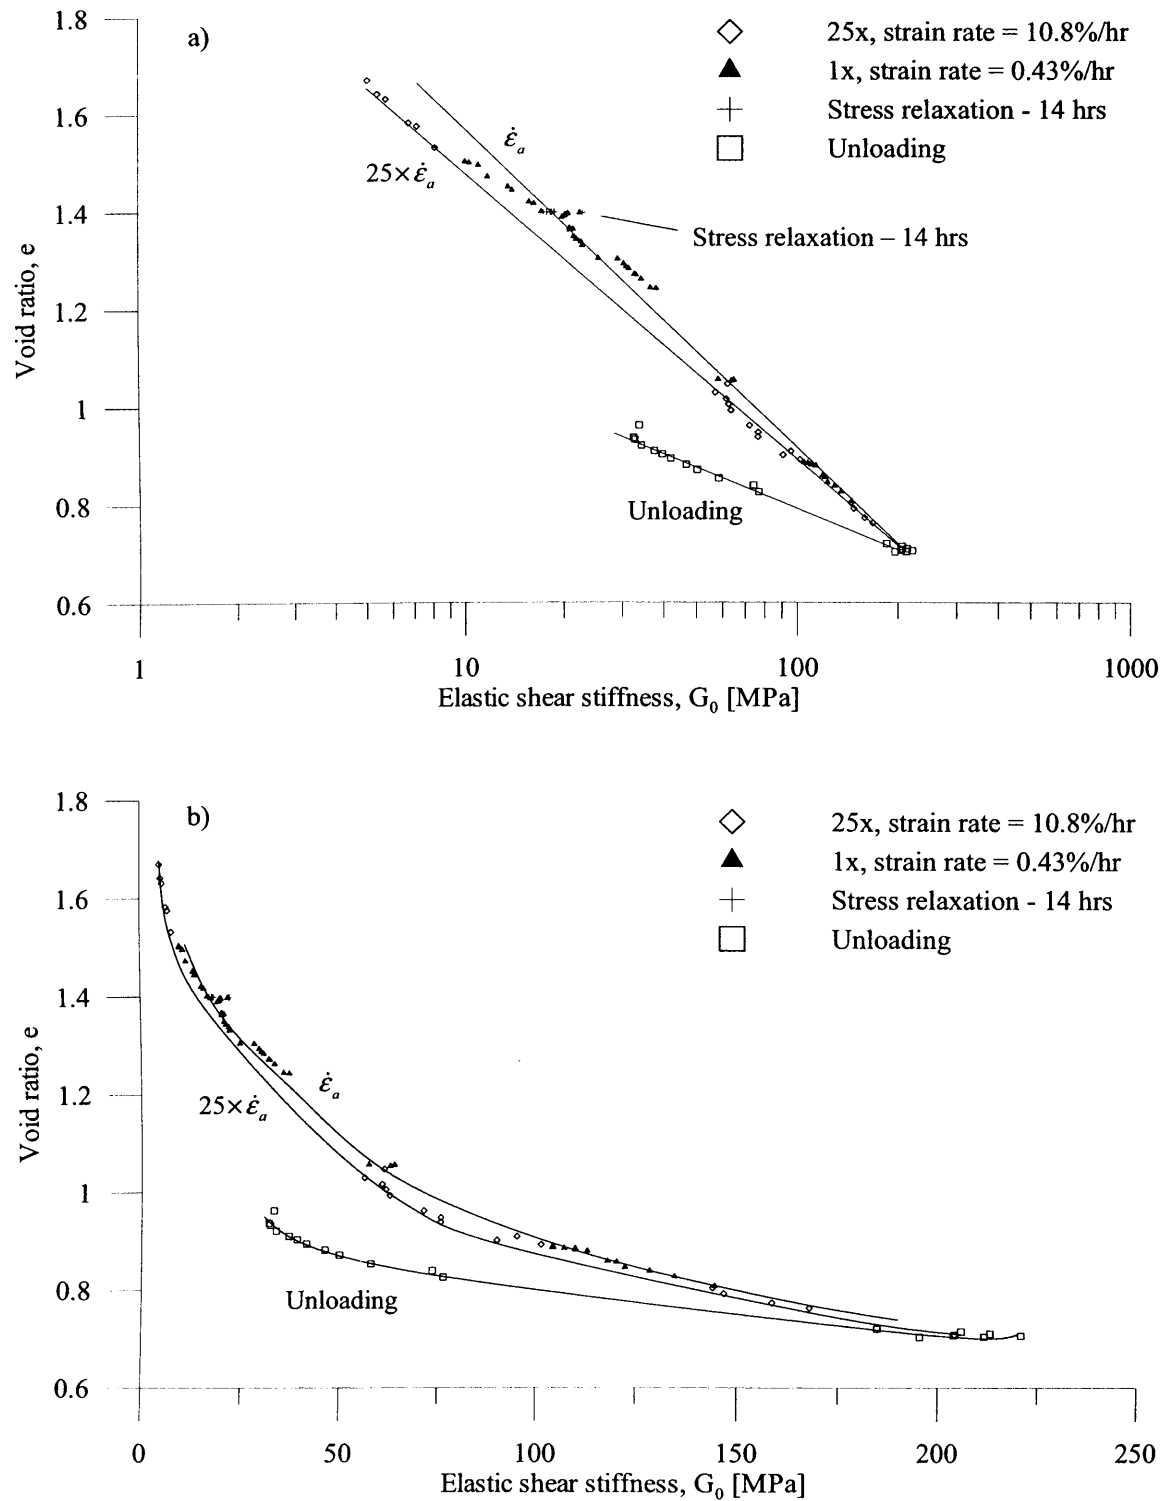 1.8
a)
25x, strain rate = 10.8%/hr
1x, strain rate = 0.43%/hr
Stress relaxation - 14 hrs
Unloading
1.6
ε̇ₐ
25×ε̇ₐ
1.4
Stress relaxation – 14 hrs
Void ratio, e
1.2
1
0.8
Unloading
0.6
1 10 100 1000
Elastic shear stiffness, G₀ [MPa]
1.8
b)
25x, strain rate = 10.8%/hr
1x, strain rate = 0.43%/hr
Stress relaxation - 14 hrs
Unloading
1.6
1.4
Void ratio, e
ε̇ₐ
1.2
25×ε̇ₐ
1
0.8
Unloading
0.6
0 50 100 150 200 250
Elastic shear stiffness, G₀ [MPa]